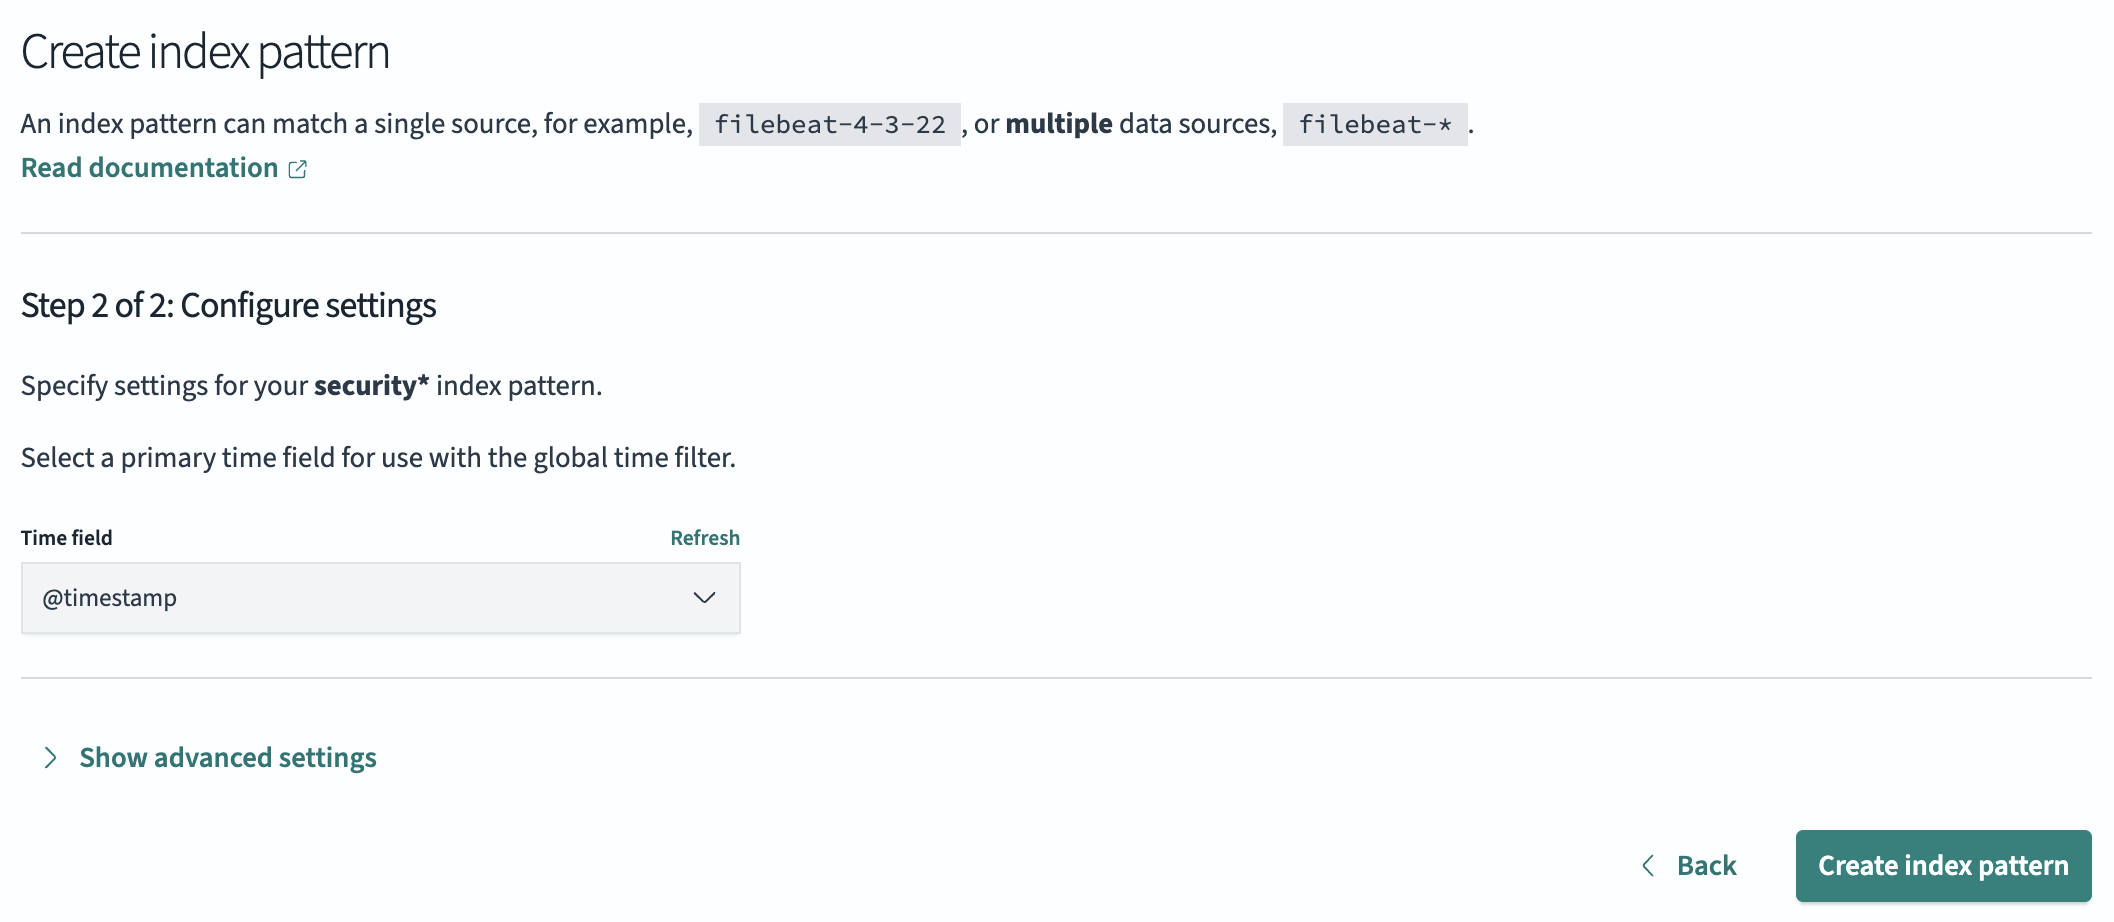 Create index pattern
An index pattern can match a single source, for example, filebeat-4-3-22 , or multiple data sources, filebeat-* .
Read documentation
Step 2 of 2: Configure settings
Specify settings for your security* index pattern.
Select a primary time field for use with the global time filter.
Time field Refresh
@timestamp
Show advanced settings
Back Create index pattern